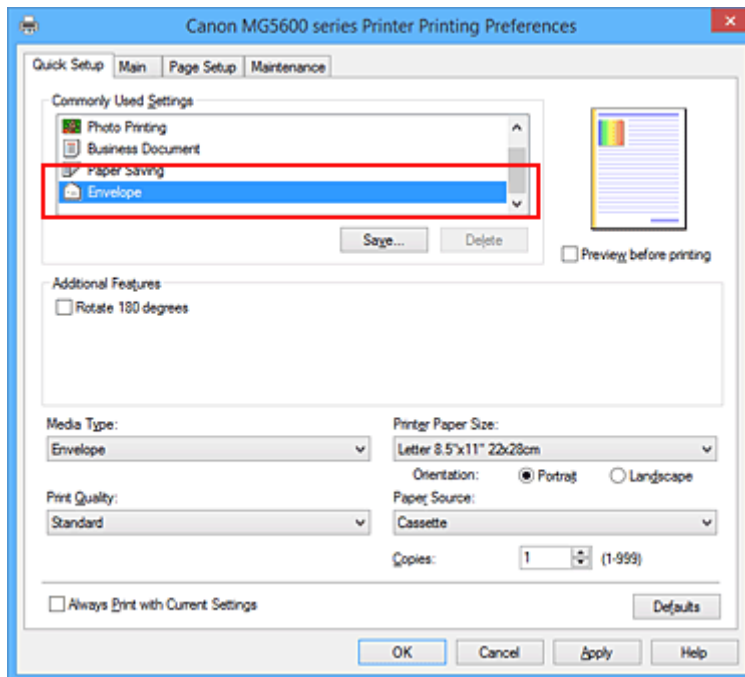 Canon MG5600 series Printer Printing Preferences
Quick Setup Main Page Setup Maintenance
Commonly Used Settings
Photo Printing
Business Document
Paper Saving
Envelope
Save... Delete
Preview before printing
Additional Features
Rotate 180 degrees
Media Type:
Envelope
Printer Paper Size:
Letter 8.5"x11" 22x28cm
Orientation: Portrait Landscape
Print Quality:
Standard
Paper Source:
Cassette
Copies: 1 (1-999)
Always Print with Current Settings
Defaults
OK Cancel Apply Help